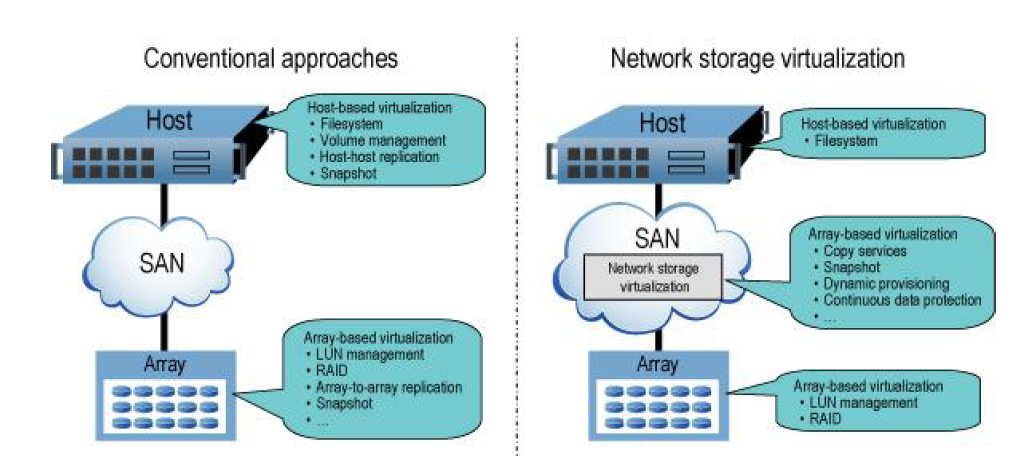 Conventional approaches
Host
Host-based virtualization
• Filesystem
• Volume management
• Host-host replication
• Snapshot
SAN
Array
Array-based virtualization
• LUN management
• RAID
• Array-to-array replication
• Snapshot
• ...
Network storage virtualization
Host
Host-based virtualization
• Filesystem
SAN
Network storage
virtualization
Array-based virtualization
• Copy services
• Snapshot
• Dynamic provisioning
• Continuous data protection
• ...
Array
Array-based virtualization
• LUN management
• RAID